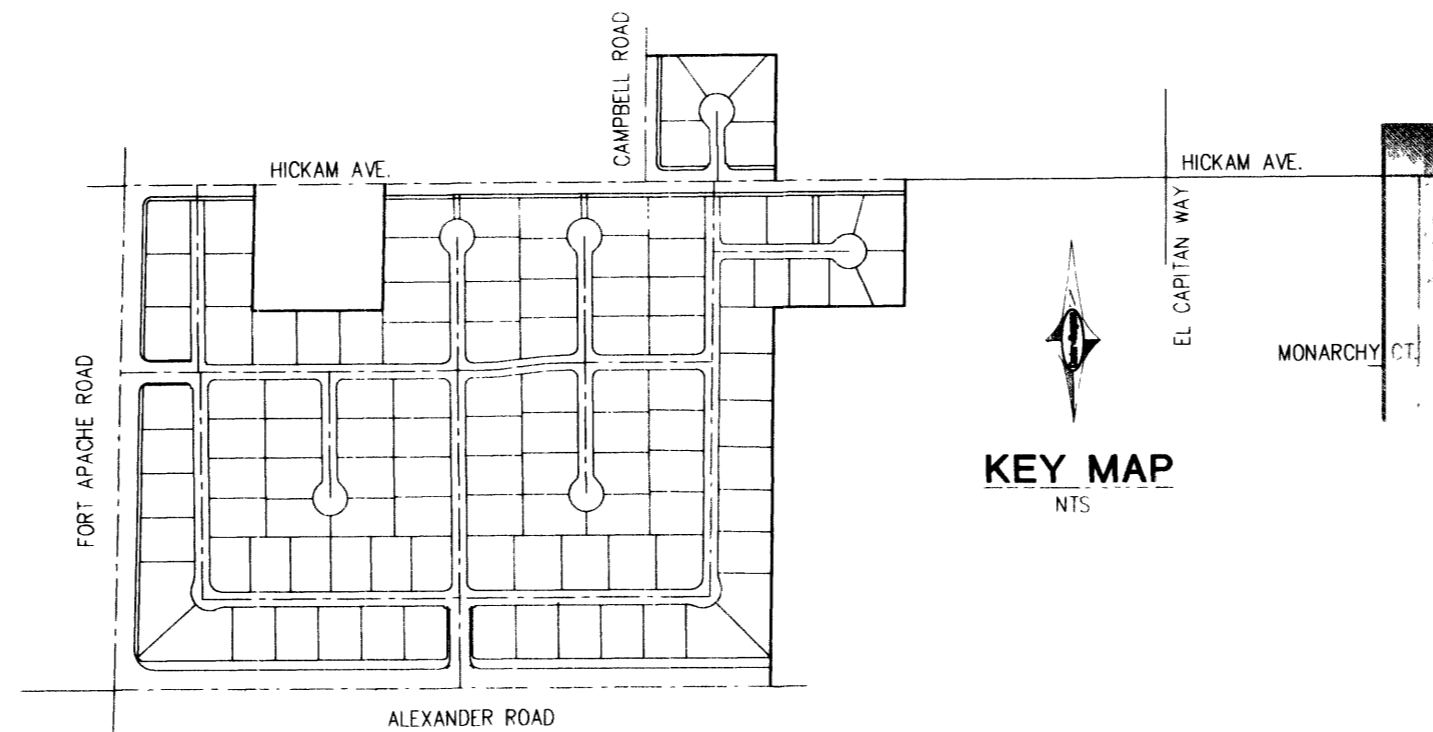 CAMPBELL ROAD
HICKAM AVE.
HICKAM AVE.
EL CAPITAN WAY
MONARCHY CT.
FORT APACHE ROAD
KEY MAP
NTS
ALEXANDER ROAD